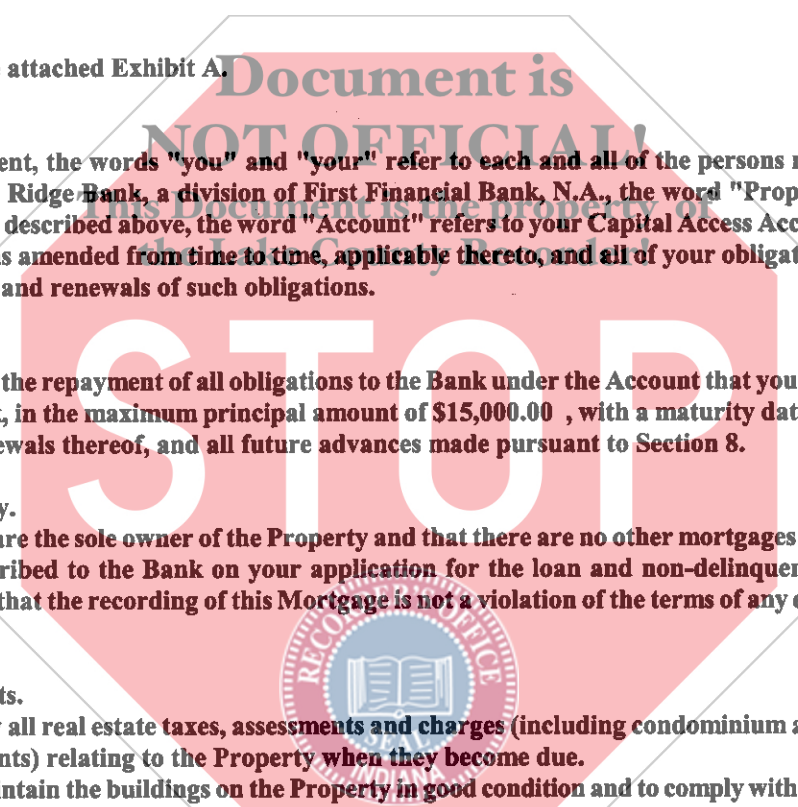 attached Exhibit A.
Document is
NOT OFFICIAL!
ent, the words "you" and "your" refer to each and all of the persons
Ridge Bank, a division of First Financial Bank, N.A., the word "Prop
This Document is the property of
described above, the word "Account" refers to your Capital Access Acc
s amended from time to time, applicable thereto, and all of your obligat
the Lake County Recorder!
and renewals of such obligations.
STOP
the repayment of all obligations to the Bank under the Account that you
, in the maximum principal amount of $15,000.00 , with a maturity dat
ewals thereof, and all future advances made pursuant to Section 8.
y.
are the sole owner of the Property and that there are no other mortgages
ribed to the Bank on your application for the loan and non-delinquen
that the recording of this Mortgage is not a violation of the terms of any
RECORDER'S OFFICE
ts.
all real estate taxes, assessments and charges (including condominium a
SEAL
nts) relating to the Property when they become due.
INDIANA
intain the buildings on the Property in good condition and to comply with